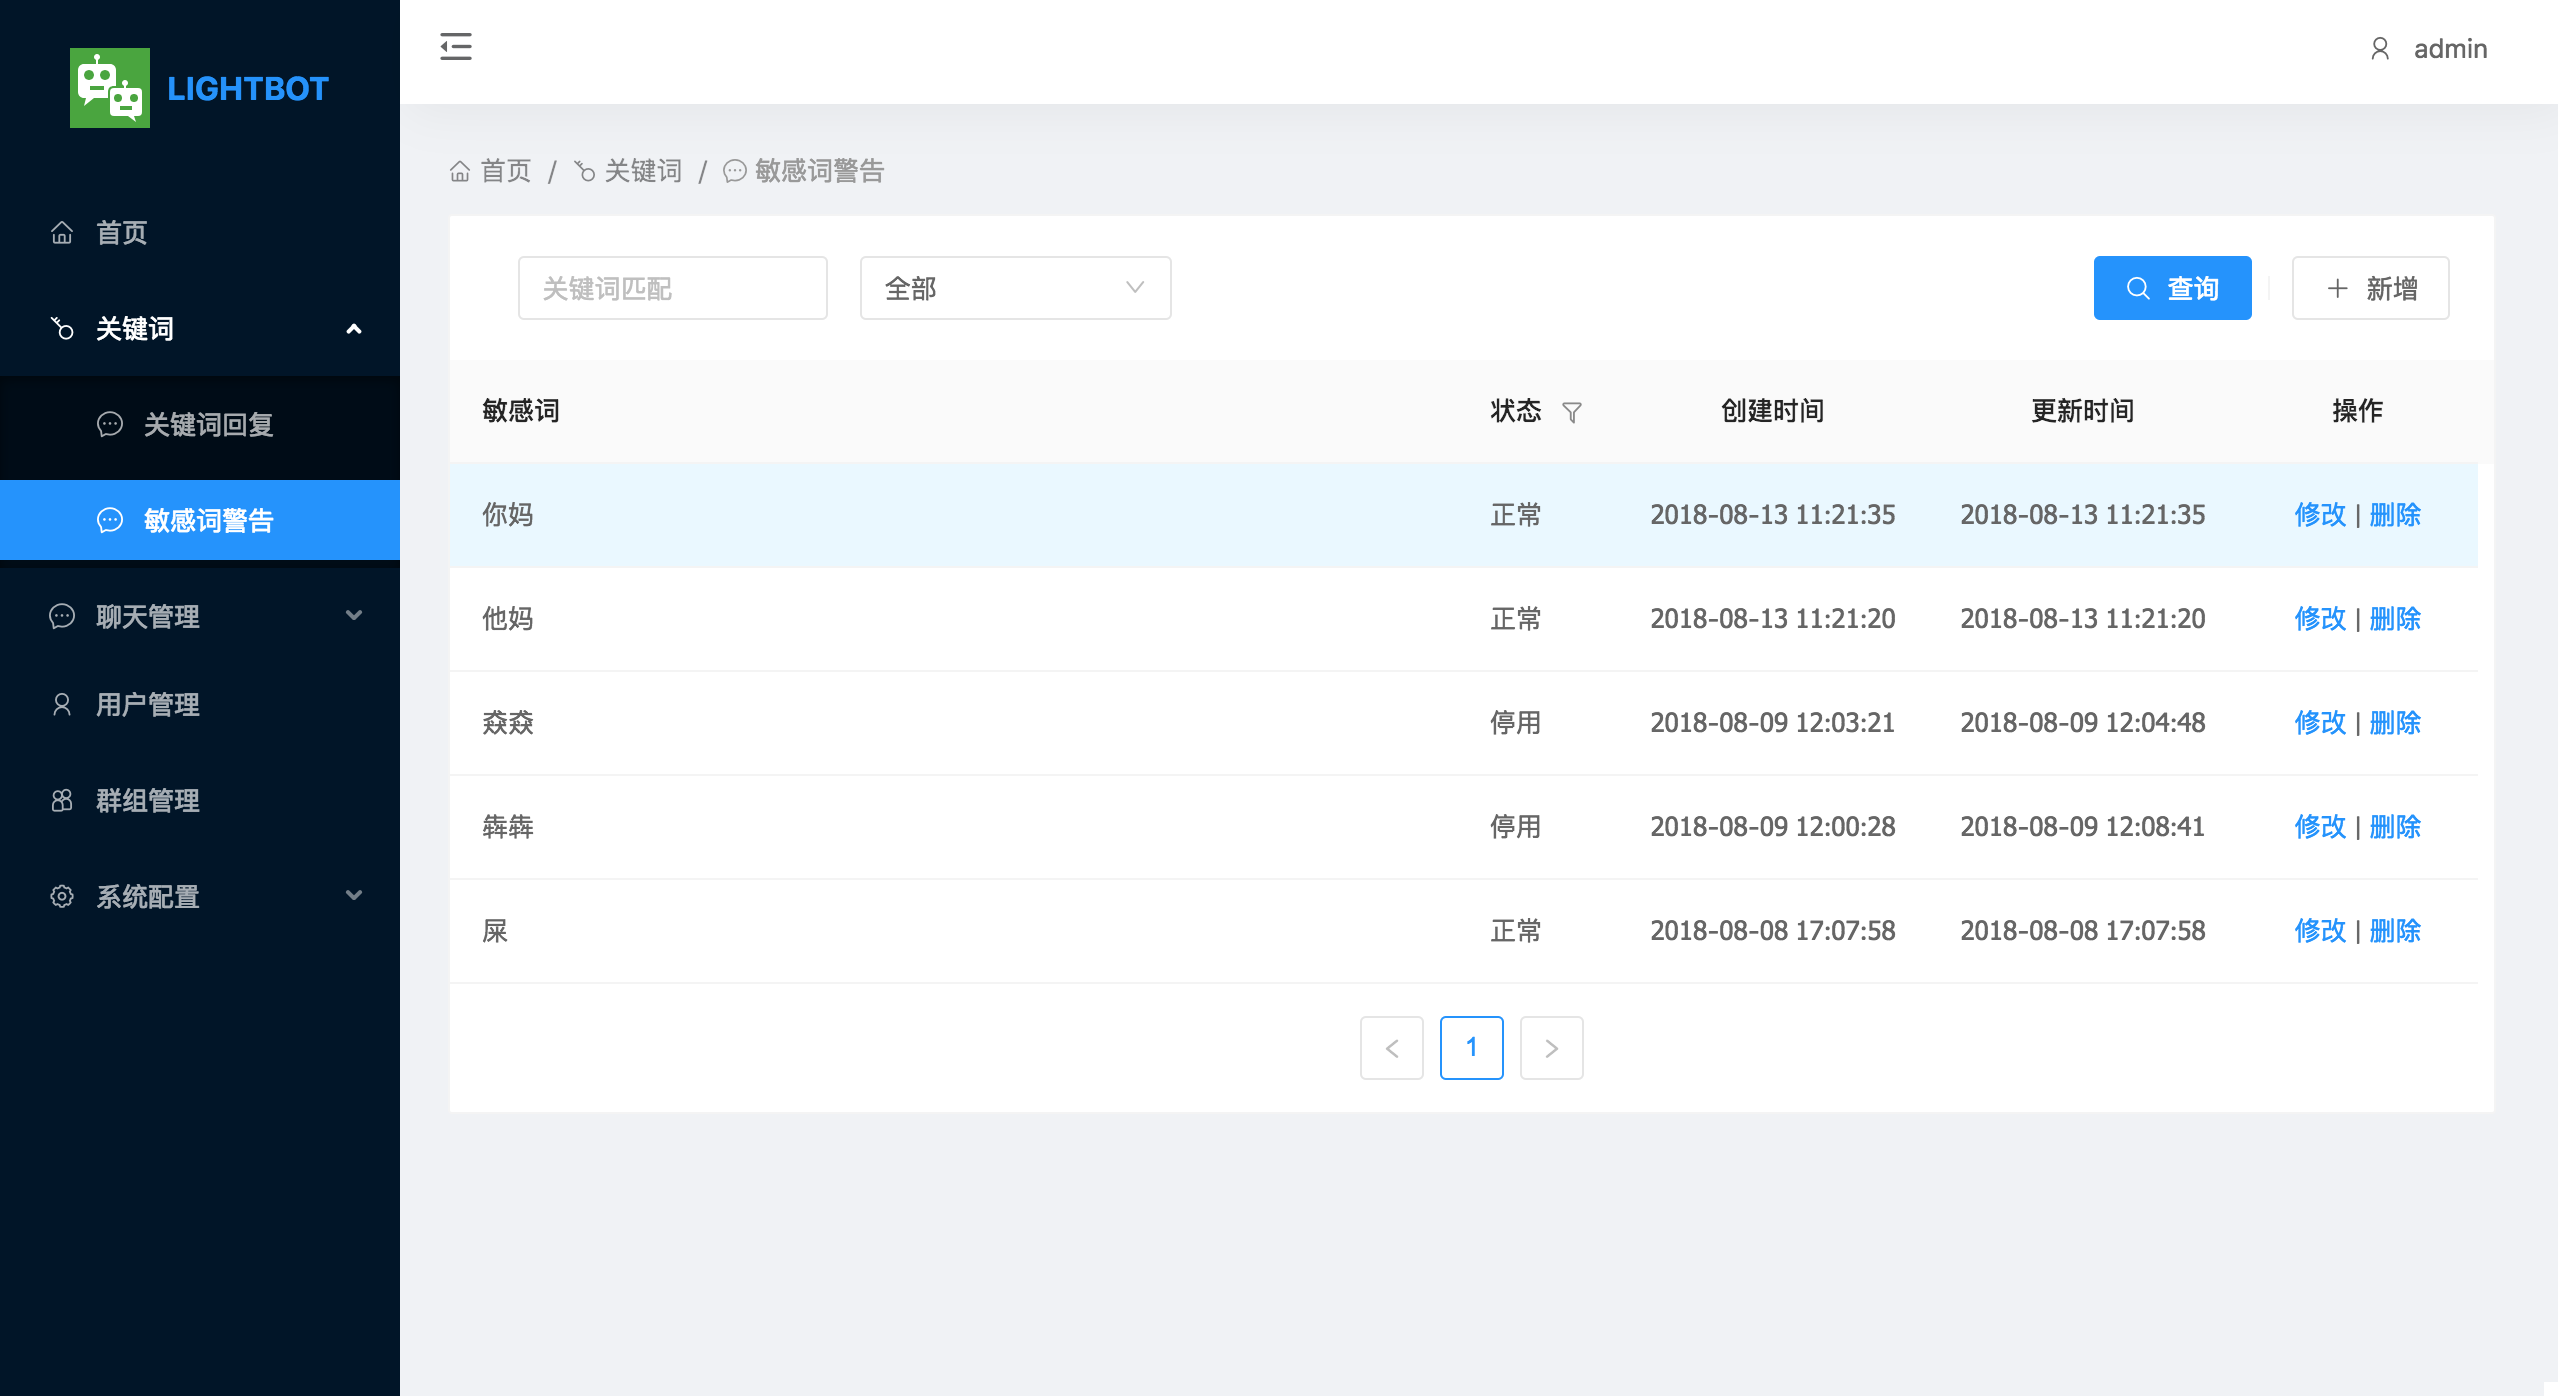 LIGHTBOT
首页
关键词
关键词回复
敏感词警告
聊天管理
用户管理
群组管理
系统配置
admin
首页 / 关键词 / 敏感词警告
关键词匹配 全部 查询 新增
敏感词 状态 创建时间 更新时间 操作
你妈 正常 2018-08-13 11:21:35 2018-08-13 11:21:35 修改 | 删除
他妈 正常 2018-08-13 11:21:20 2018-08-13 11:21:20 修改 | 删除
猋猋 停用 2018-08-09 12:03:21 2018-08-09 12:04:48 修改 | 删除
犇犇 停用 2018-08-09 12:00:28 2018-08-09 12:08:41 修改 | 删除
屎 正常 2018-08-08 17:07:58 2018-08-08 17:07:58 修改 | 删除
1